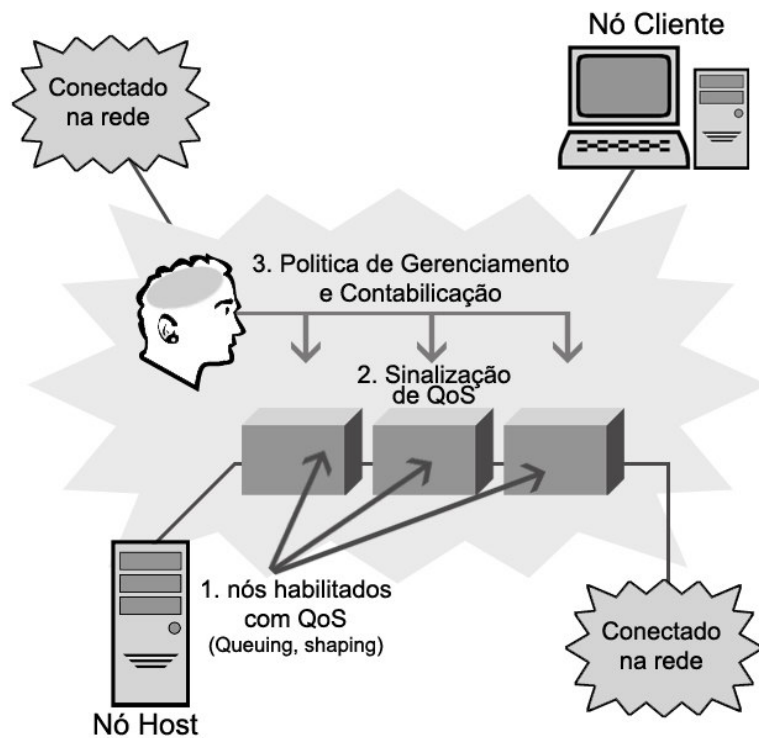 Nó Cliente
Conectado
na rede
3. Politica de Gerenciamento
e Contabilicação
2. Sinalização
de QoS
1. nós habilitados
com QoS
(Queuing, shaping)
Conectado
na rede
Nó Host